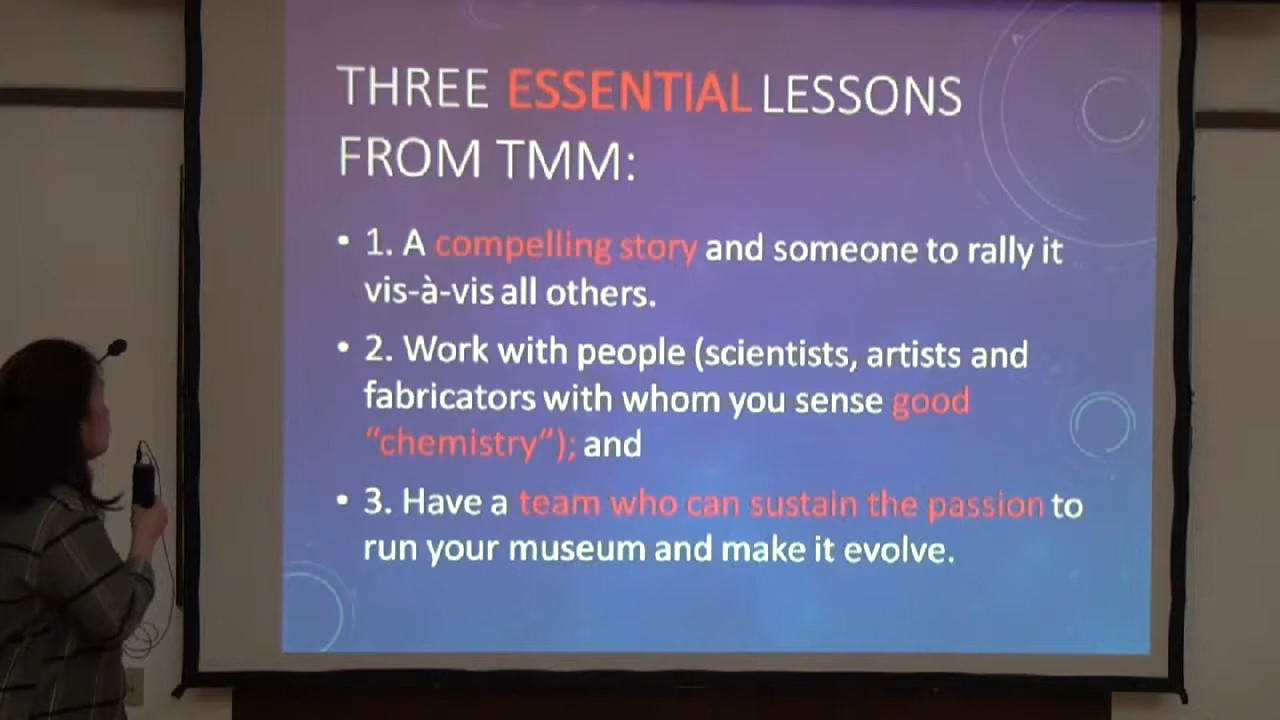 THREE ESSENTIAL LESSONS
FROM TMM:
• 1. A compelling story and someone to rally it
vis-à-vis all others.
• 2. Work with people (scientists, artists and
fabricators with whom you sense good
“chemistry”); and
• 3. Have a team who can sustain the passion to
run your museum and make it evolve.